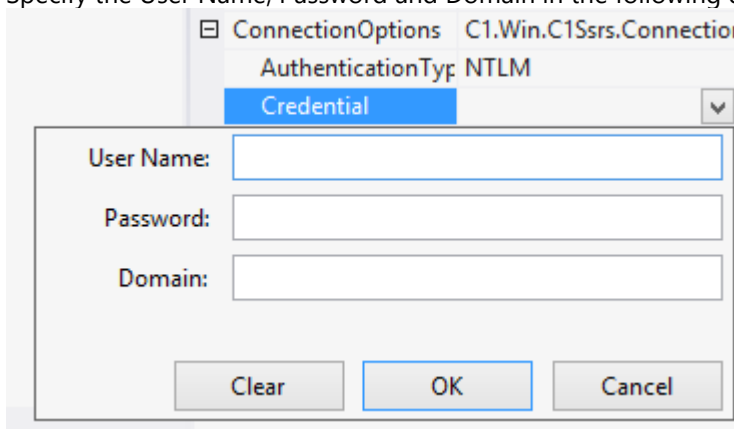 Specify the User Name, Password and Domain in the following
ConnectionOptions C1.Win.C1Ssrs.Connection
AuthenticationTyp NTLM
Credential
User Name:
Password:
Domain:
Clear OK Cancel